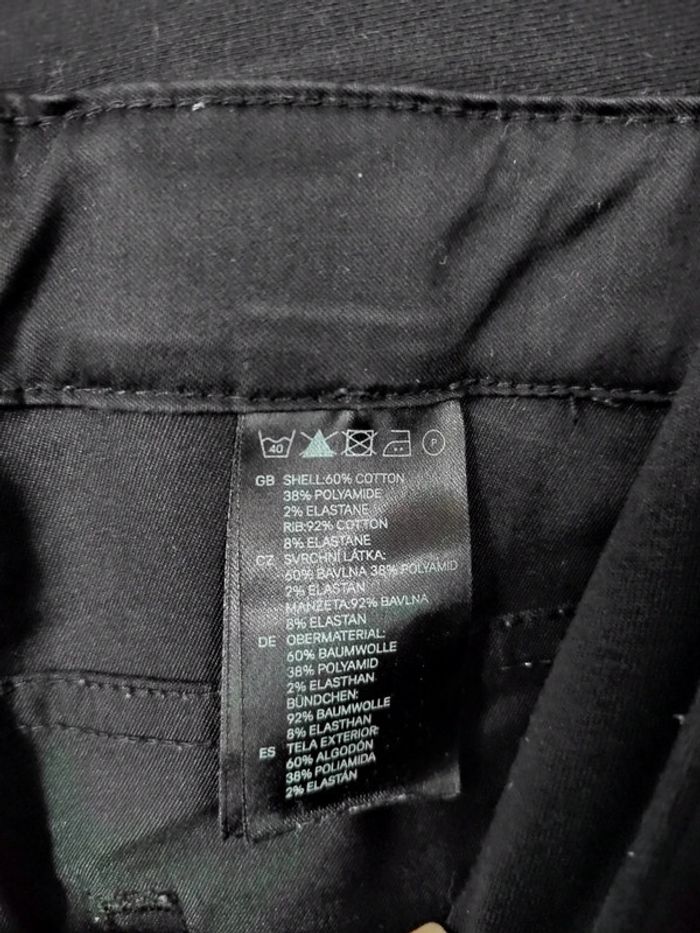 40 P
GB SHELL:60% COTTON
38% POLYAMIDE
2% ELASTANE
RIB:92% COTTON
8% ELASTANE
CZ SVRCHNÍ LÁTKA:
60% BAVLNA 38% POLYAMID
2% ELASTAN
MANŽETA:92% BAVLNA
8% ELASTAN
DE OBERMATERIAL:
60% BAUMWOLLE
38% POLYAMID
2% ELASTHAN
BÜNDCHEN:
92% BAUMWOLLE
8% ELASTHAN
ES TELA EXTERIOR:
60% ALGODÓN
38% POLIAMIDA
2% ELASTÁN